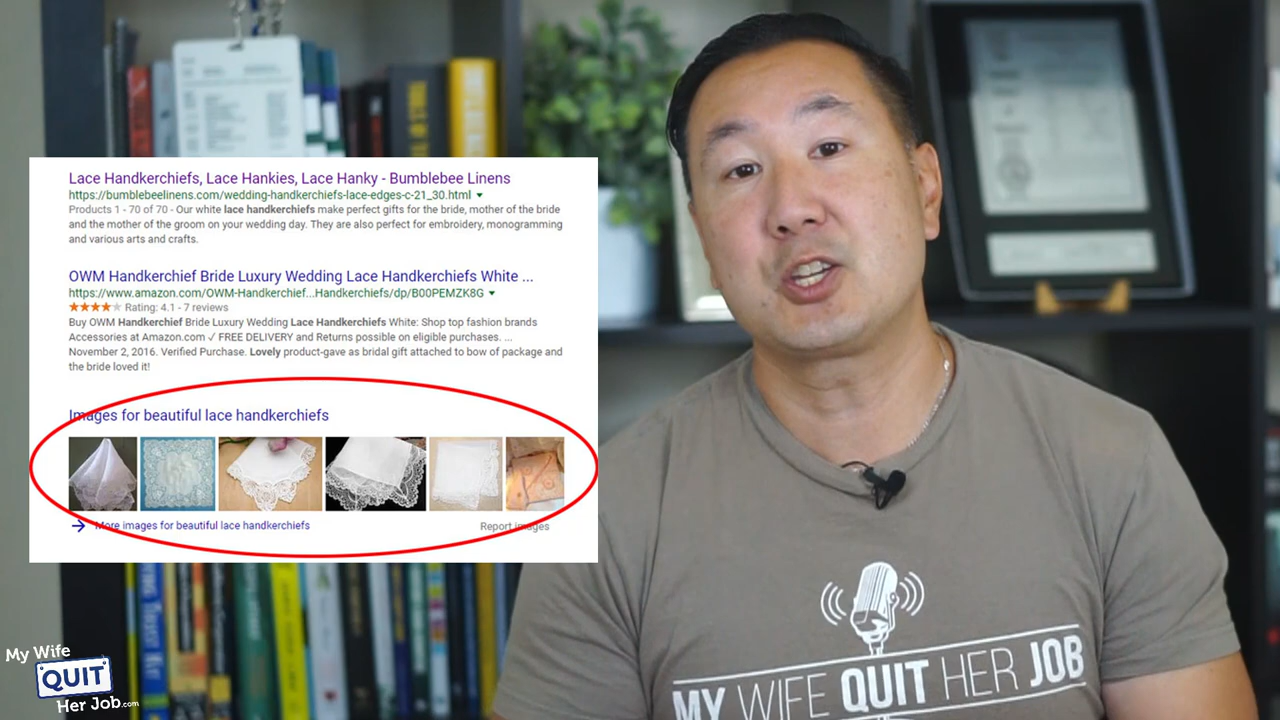 Lace Handkerchiefs, Lace Hankies, Lace Hanky - Bumblebee Linens
https://bumblebeelinens.com/wedding-handkerchiefs-lace-edges-c-21_30.html
Products 1 - 70 of 70 - Our white lace handkerchiefs make perfect gifts for the bride, mother of the bride
and the mother of the groom on your wedding day. They are also perfect for embroidery, monogramming
and various arts and crafts.
OWM Handkerchief Bride Luxury Wedding Lace Handkerchiefs White ...
https://www.amazon.com/OWM-Handkerchief...Handkerchiefs/dp/B00PEMZK8G
Rating: 4.1 - 7 reviews
Buy OWM Handkerchief Bride Luxury Wedding Lace Handkerchiefs White: Shop top fashion brands
Accessories at Amazon.com ✓ FREE DELIVERY and Returns possible on eligible purchases. ...
November 2, 2016. Verified Purchase. Lovely product-gave as bridal gift attached to bow of package and
the bride loved it!
Images for beautiful lace handkerchiefs
More images for beautiful lace handkerchiefs
Report images
MY WIFE QUIT HER JOB
My Wife
QUIT
Her Job.com